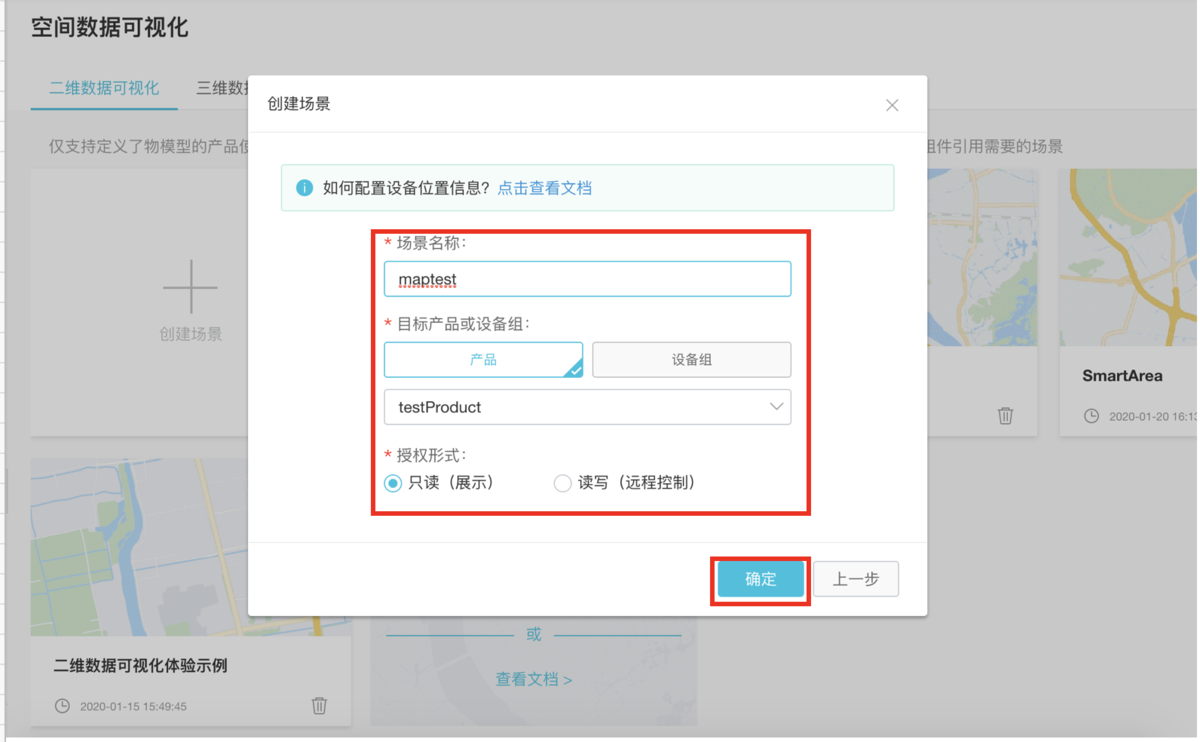 空间数据可视化
二维数据可视化
三维数
仅支持定义了物模型的产品
组件引用需要的场景
创建场景
SmartArea
2020-01-20 16:13
二维数据可视化体验示例
2020-01-15 15:49:45
或
查看文档 >
创建场景
如何配置设备位置信息？ 点击查看文档
* 场景名称：
maptest
* 目标产品或设备组：
产品 设备组
testProduct
* 授权形式：
只读（展示） 读写（远程控制）
确定 上一步